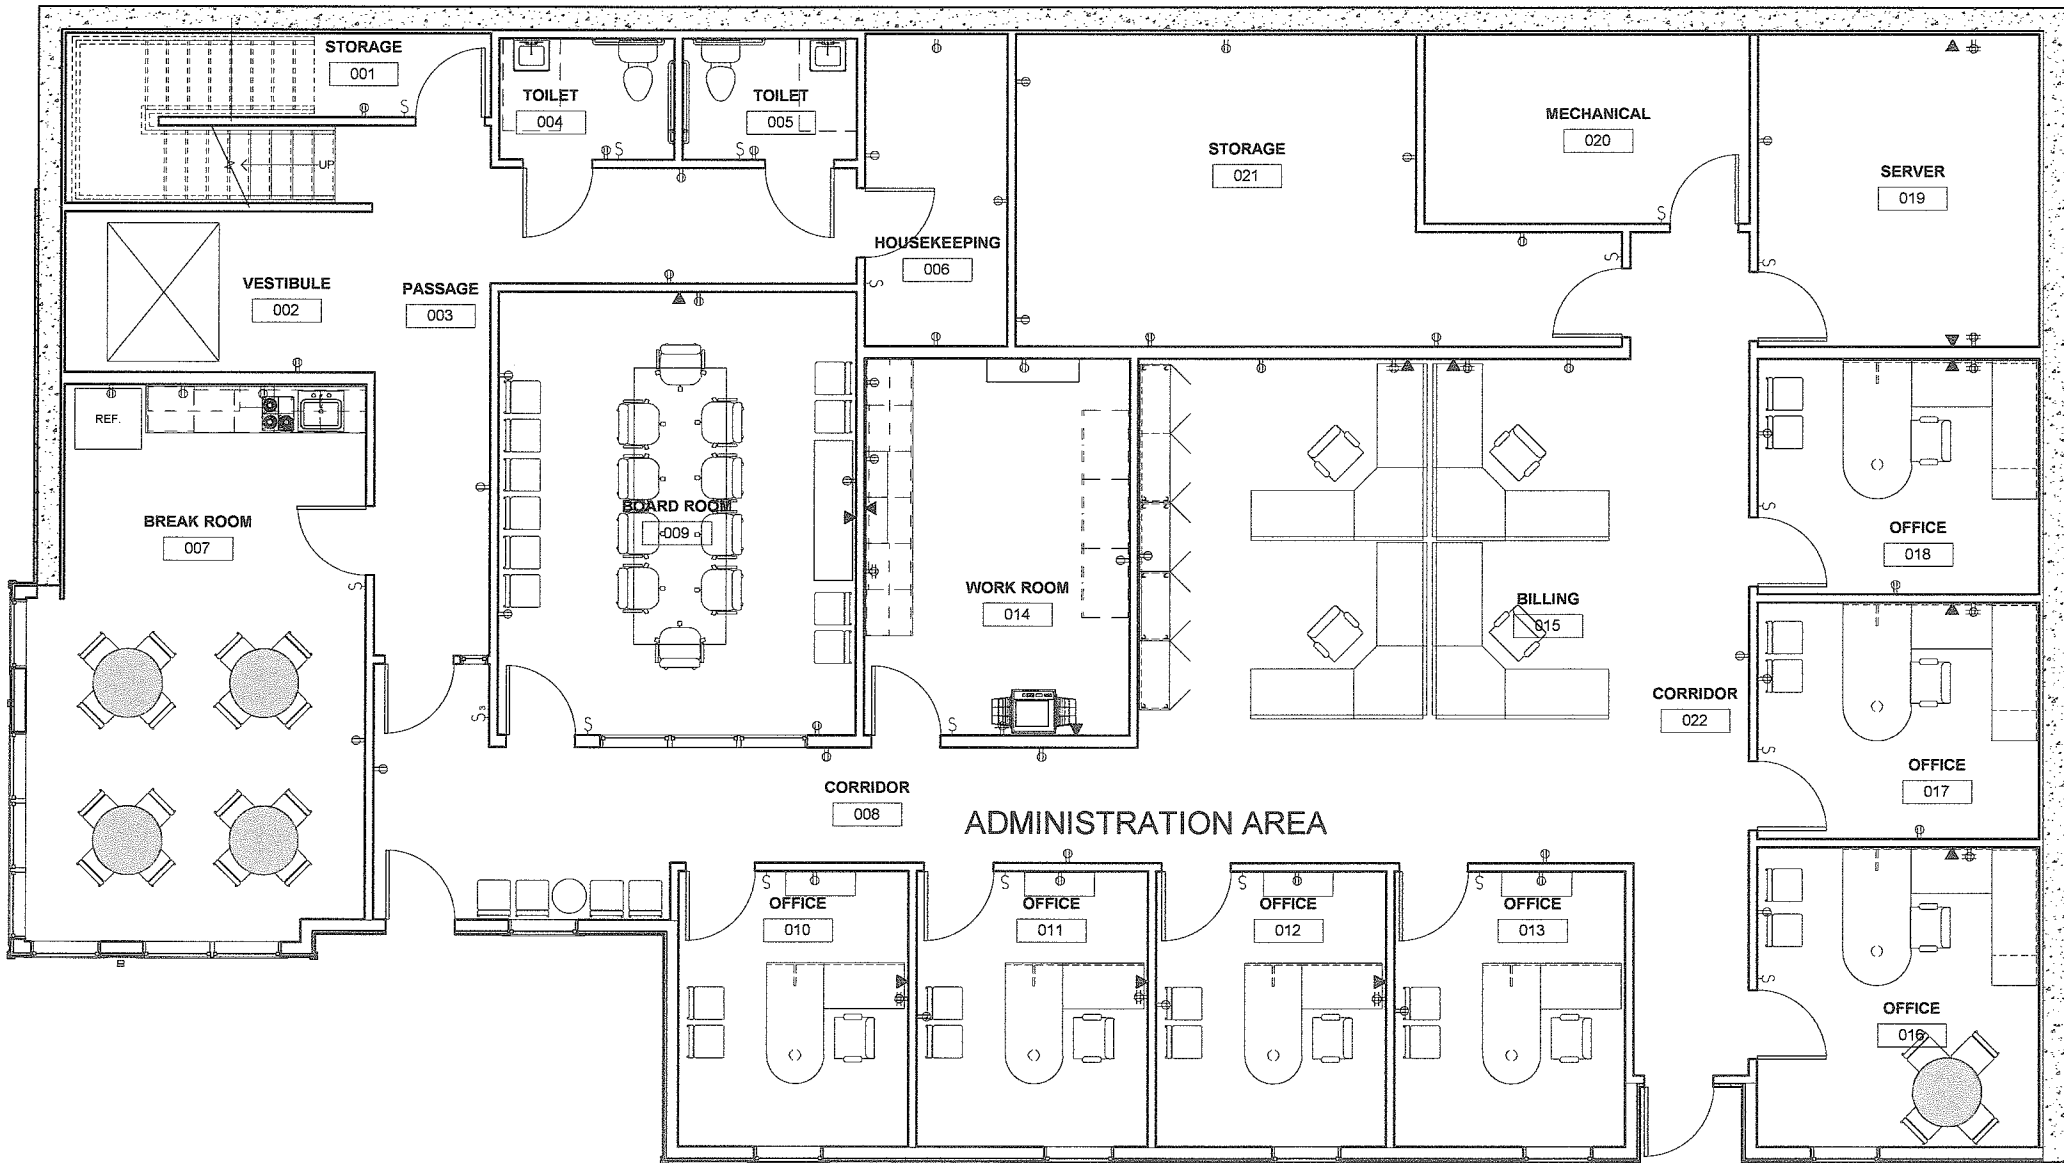 STORAGE
001
TOILET
004
TOILET
005
UP
VESTIBULE
002
PASSAGE
003
HOUSEKEEPING
006
STORAGE
021
MECHANICAL
020
SERVER
019
REF.
BREAK ROOM
007
BOARD ROOM
009
WORK ROOM
014
BILLING
015
OFFICE
018
CORRIDOR
022
OFFICE
017
CORRIDOR
008
ADMINISTRATION AREA
OFFICE
010
OFFICE
011
OFFICE
012
OFFICE
013
OFFICE
016
S
S
S
S
S
S
S
S
S
S3
S
S
S
S
S
S
S
S
S